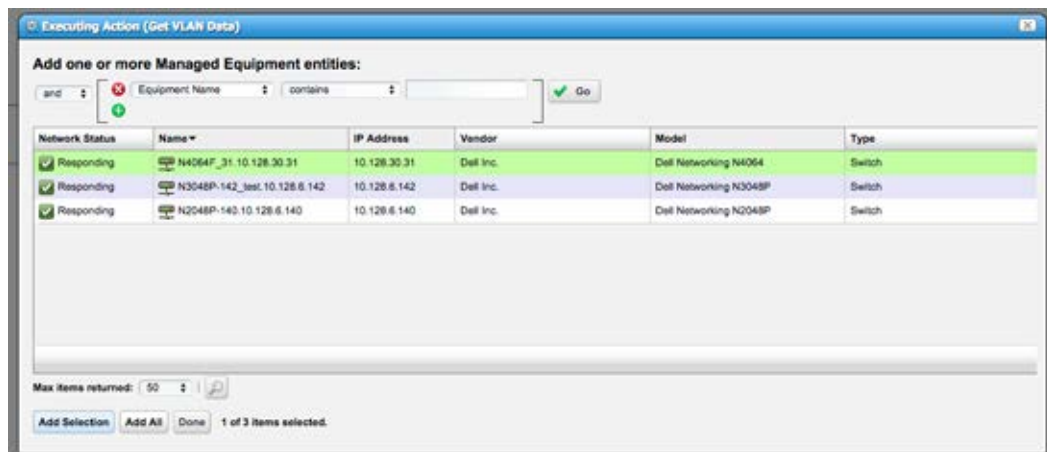 Executing Action (Get VLAN Data)
Add one or more Managed Equipment entities:
and Equipment Name contains Go
Network Status Name IP Address Vendor Model Type
Responding N4064F_31.10.128.30.31 10.128.30.31 Dell Inc. Dell Networking N4064 Switch
Responding N3048P-142_test.10.128.6.142 10.128.6.142 Dell Inc. Dell Networking N3048P Switch
Responding N2048P-140.10.128.6.140 10.128.6.140 Dell Inc. Dell Networking N2048P Switch
Max items returned: 50
Add Selection Add All Done 1 of 3 items selected.